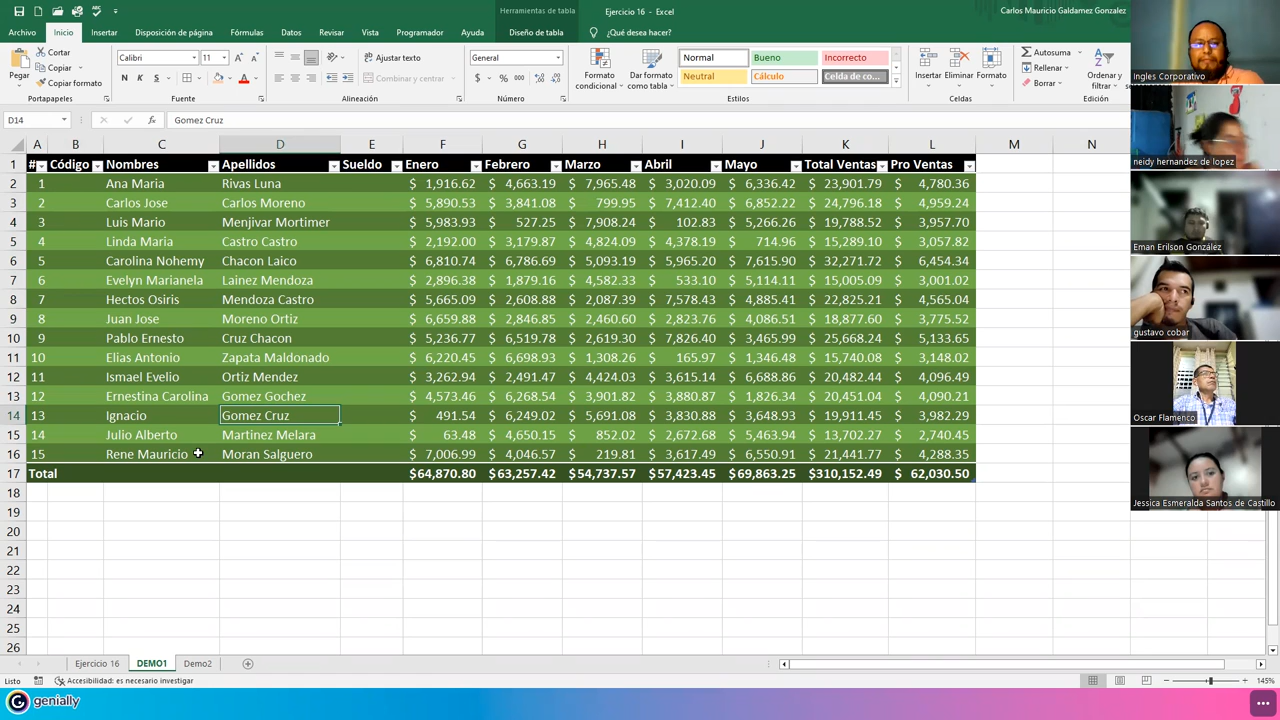 Herramientas de tabla
Ejercicio 16 - Excel
Carlos Mauricio Galdamez Gonzalez
Archivo Inicio Insertar Disposición de página Fórmulas Datos Revisar Vista Programador Ayuda Diseño de tabla ¿Qué desea hacer?
Pegar
Cortar
Copiar
Copiar formato
Portapapeles
Calibri 11
N K S
Fuente
Ajustar texto
Combinar y centrar
Alineación
General
$ % 000
Número
Formato condicional
Dar formato como tabla
Normal Bueno Incorrecto
Neutral Cálculo Celda de co...
Estilos
Insertar Eliminar Formato
Celdas
Autosuma
Rellenar
Borrar
Ordenar y filtrar
Edición
D14 fx Gomez Cruz
A B C D E F G H I J K L M N
1 # Código Nombres Apellidos Sueldo Enero Febrero Marzo Abril Mayo Total Ventas Pro Ventas
2 1 Ana Maria Rivas Luna $ 1,916.62 $ 4,663.19 $ 7,965.48 $ 3,020.09 $ 6,336.42 $ 23,901.79 $ 4,780.36
3 2 Carlos Jose Carlos Moreno $ 5,890.53 $ 3,841.08 $ 799.95 $ 7,412.40 $ 6,852.22 $ 24,796.18 $ 4,959.24
4 3 Luis Mario Menjivar Mortimer $ 5,983.93 $ 527.25 $ 7,908.24 $ 102.83 $ 5,266.26 $ 19,788.52 $ 3,957.70
5 4 Linda Maria Castro Castro $ 2,192.00 $ 3,179.87 $ 4,824.09 $ 4,378.19 $ 714.96 $ 15,289.10 $ 3,057.82
6 5 Carolina Nohemy Chacon Laico $ 6,810.74 $ 6,786.69 $ 5,093.19 $ 5,965.20 $ 7,615.90 $ 32,271.72 $ 6,454.34
7 6 Evelyn Marianela Lainez Mendoza $ 2,896.38 $ 1,879.16 $ 4,582.33 $ 533.10 $ 5,114.11 $ 15,005.09 $ 3,001.02
8 7 Hectos Osiris Mendoza Castro $ 5,665.09 $ 2,608.88 $ 2,087.39 $ 7,578.43 $ 4,885.41 $ 22,825.21 $ 4,565.04
9 8 Juan Jose Moreno Ortiz $ 6,659.88 $ 2,846.85 $ 2,460.60 $ 2,823.76 $ 4,086.51 $ 18,877.60 $ 3,775.52
10 9 Pablo Ernesto Cruz Chacon $ 5,236.77 $ 6,519.78 $ 2,619.30 $ 7,826.40 $ 3,465.99 $ 25,668.24 $ 5,133.65
11 10 Elias Antonio Zapata Maldonado $ 6,220.45 $ 6,698.93 $ 1,308.26 $ 165.97 $ 1,346.48 $ 15,740.08 $ 3,148.02
12 11 Ismael Evelio Ortiz Mendez $ 3,262.94 $ 2,491.47 $ 4,424.03 $ 3,615.14 $ 6,688.86 $ 20,482.44 $ 4,096.49
13 12 Ernestina Carolina Gomez Gochez $ 4,573.46 $ 6,268.54 $ 3,901.82 $ 3,880.87 $ 1,826.34 $ 20,451.04 $ 4,090.21
14 13 Ignacio Gomez Cruz $ 491.54 $ 6,249.02 $ 5,691.08 $ 3,830.88 $ 3,648.93 $ 19,911.45 $ 3,982.29
15 14 Julio Alberto Martinez Melara $ 63.48 $ 4,650.15 $ 852.02 $ 2,672.68 $ 5,463.94 $ 13,702.27 $ 2,740.45
16 15 Rene Mauricio Moran Salguero $ 7,006.99 $ 4,046.57 $ 219.81 $ 3,617.49 $ 6,550.91 $ 21,441.77 $ 4,288.35
17 Total $64,870.80 $63,257.42 $54,737.57 $57,423.45 $69,863.25 $310,152.49 $ 62,030.50
18
19
20
21
22
23
24
25
26
Ejercicio 16 DEMO1 Demo2
Listo Accesibilidad: es necesario investigar 145%
genially
Ingles Corporativo
neidy hernandez de lopez
Eman Erilson González
gustavo cobar
Oscar Flamenco
Jessica Esmeralda Santos de Castillo